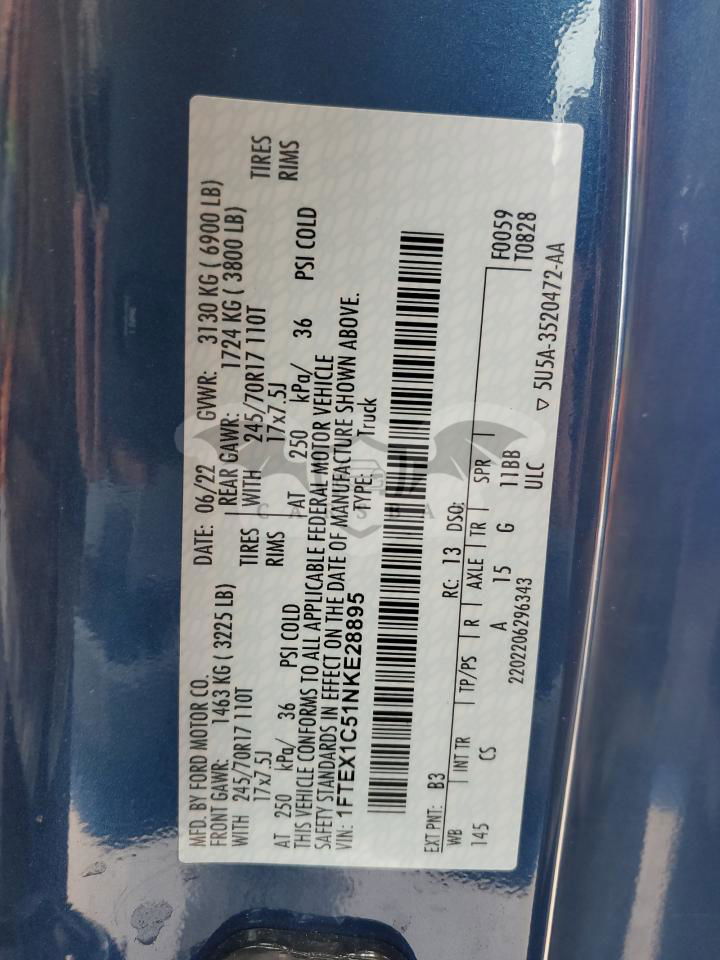 MFD. BY FORD MOTOR CO. DATE: 06/22 GVWR: 3130 KG ( 6900 LB)
FRONT GAWR: 1463 KG ( 3225 LB) REAR GAWR: 1724 KG ( 3800 LB)
WITH 245/70R17 110T TIRES WITH 245/70R17 110T TIRES
17x7.5J RIMS 17x7.5J RIMS
AT 250 kPa/ 36 PSI COLD AT 250 kPa/ 36 PSI COLD
THIS VEHICLE CONFORMS TO ALL APPLICABLE FEDERAL MOTOR VEHICLE
SAFETY STANDARDS IN EFFECT ON THE DATE OF MANUFACTURE SHOWN ABOVE.
VIN: 1FTEX1C51NKE28895 TYPE: Truck
EXT PNT: B3 RC: 13 DSO:
WB INT TR TP/PS R AXLE TR SPR F0059
145 CS A 15 G 11BB T0828
2202206296343 ULC
▽ 5U5A-3520472-AA